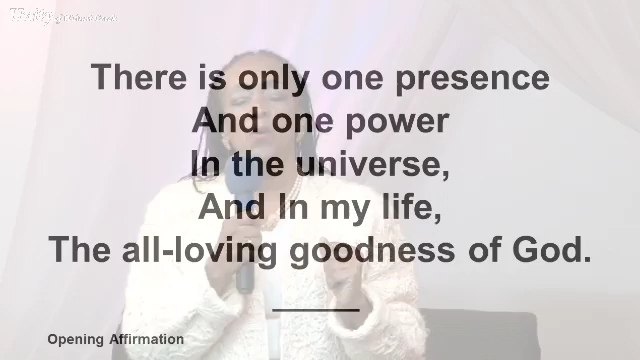 Unity
There is only one presence
And one power
In the universe,
And In my life,
The all-loving goodness of God.
Opening Affirmation